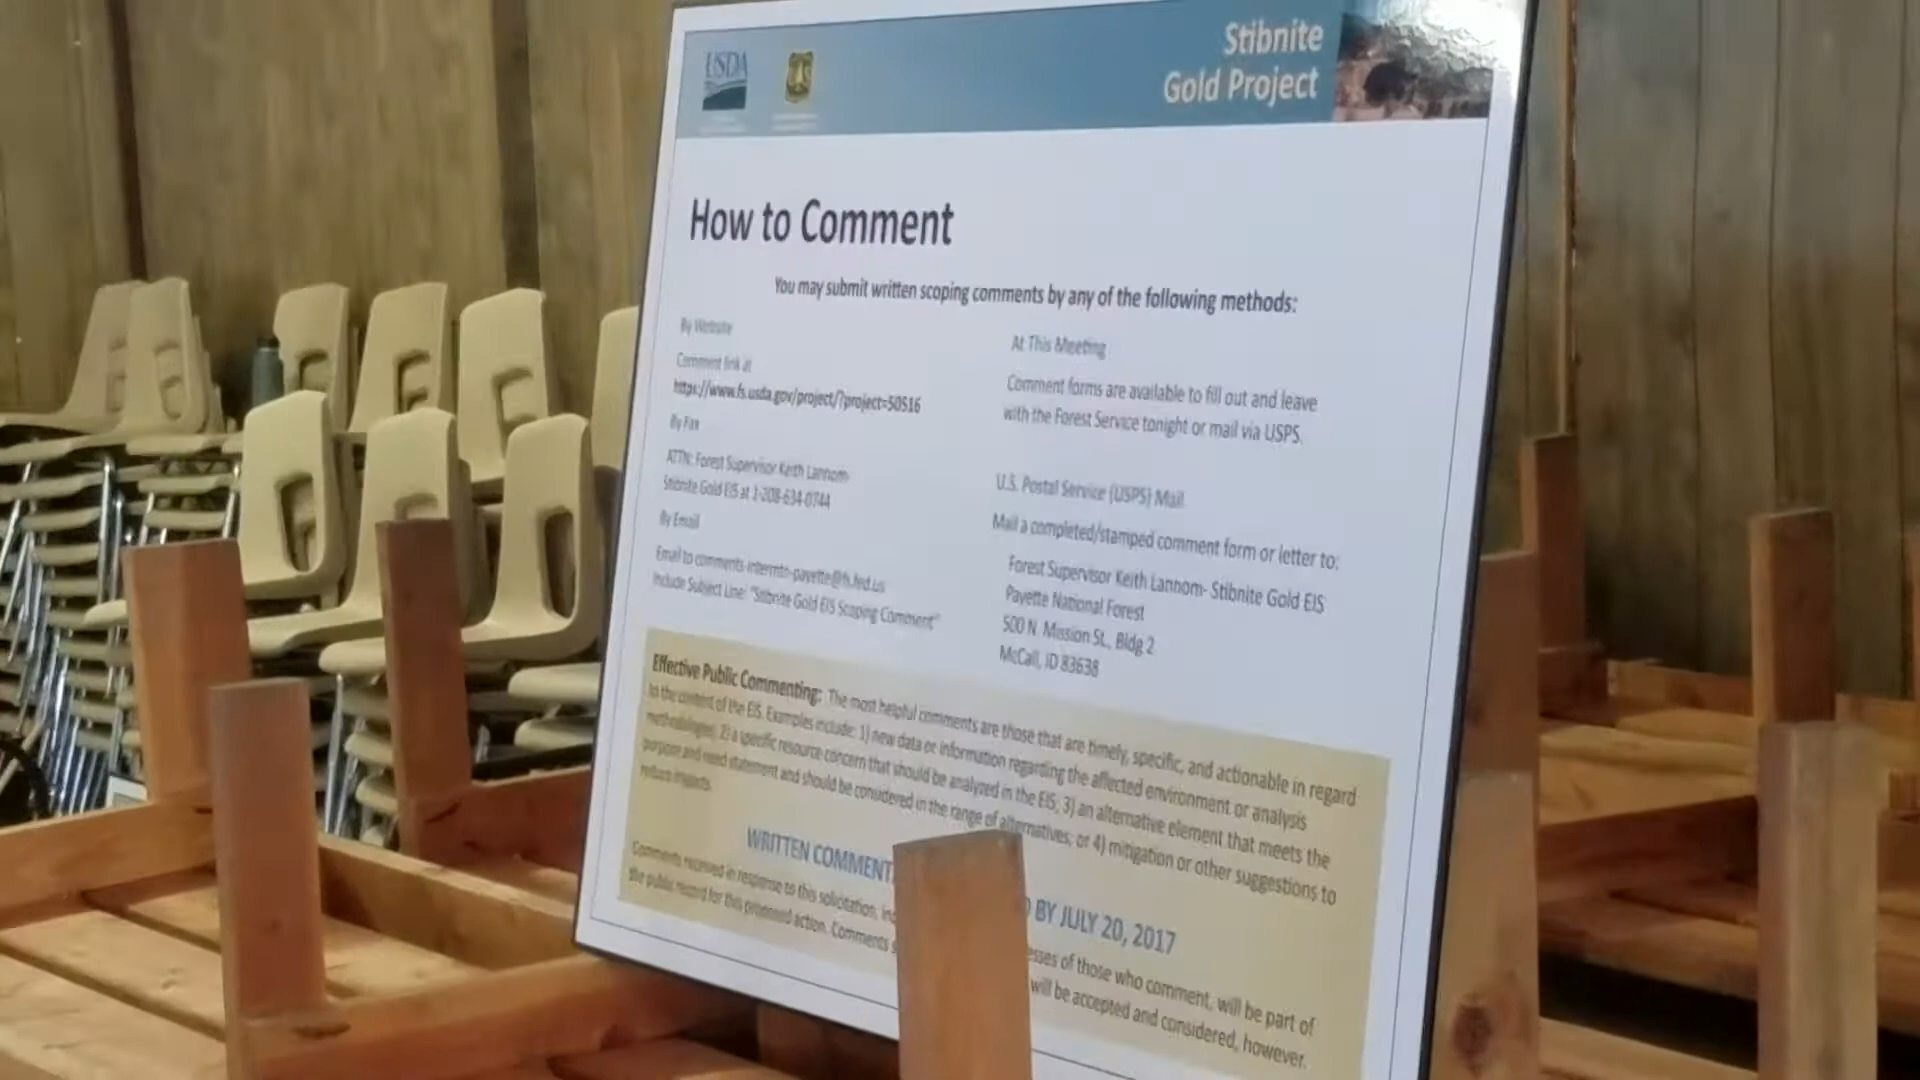 USDA
Stibnite
Gold Project
How to Comment
You may submit written scoping comments by any of the following methods:
By Website
Comment link at
https://www.fs.usda.gov/project/?project=50516
By Fax
ATTN: Forest Supervisor Keith Lannom-
Stibnite Gold EIS at 1-208-634-0744
By Email
Email to comments-intermtn-payette@fs.fed.us
Include Subject Line: "Stibnite Gold EIS Scoping Comment"
At This Meeting
Comment forms are available to fill out and leave
with the Forest Service tonight or mail via USPS.
U.S. Postal Service (USPS) Mail
Mail a completed/stamped comment form or letter to:
Forest Supervisor Keith Lannom- Stibnite Gold EIS
Payette National Forest
500 N. Mission St., Bldg 2
McCall, ID 83638
Effective Public Commenting: The most helpful comments are those that are timely, specific, and actionable in regard
to the content of the EIS. Examples include: 1) new data or information regarding the affected environment or analysis
methodologies; 2) a specific resource concern that should be analyzed in the EIS; 3) an alternative element that meets the
purpose and need statement and should be considered in the range of alternatives; or 4) mitigation or other suggestions to
reduce impacts.
WRITTEN COMMENT BY JULY 20, 2017
Comments received in response to this solicitation, esses of those who comment, will be part of
the public record for this proposed action. Comments will be accepted and considered, however.